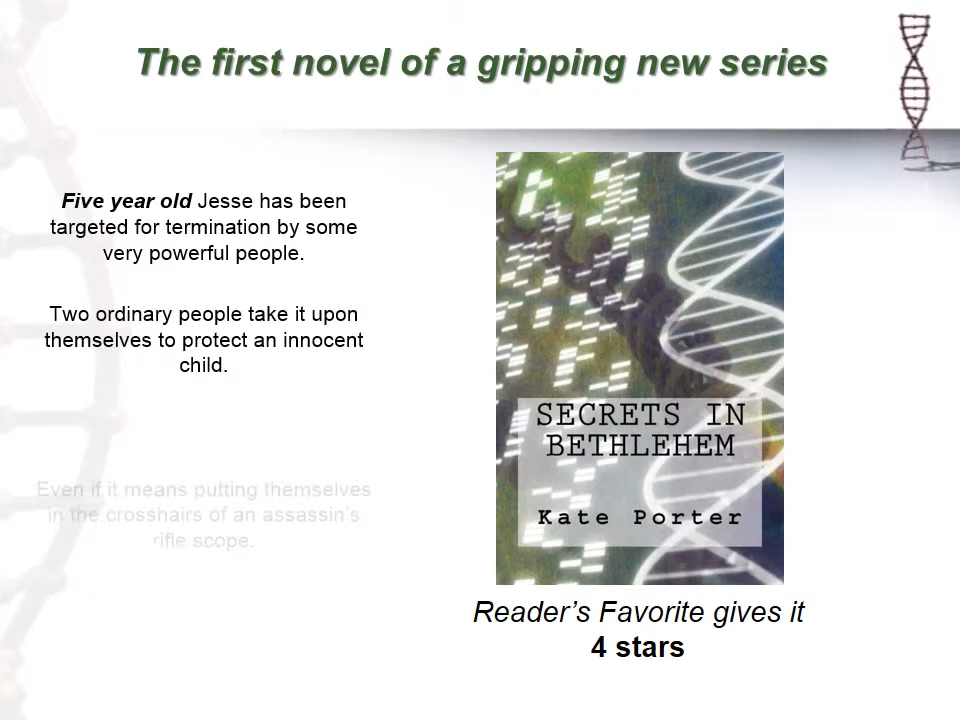 The first novel of a gripping new series
Five year old Jesse has been
targeted for termination by some
very powerful people.
Two ordinary people take it upon
themselves to protect an innocent
child.
Even if it means putting themselves
in the crosshairs of an assassin's
rifle scope.
SECRETS IN
BETHLEHEM
Kate Porter
Reader’s Favorite gives it
4 stars